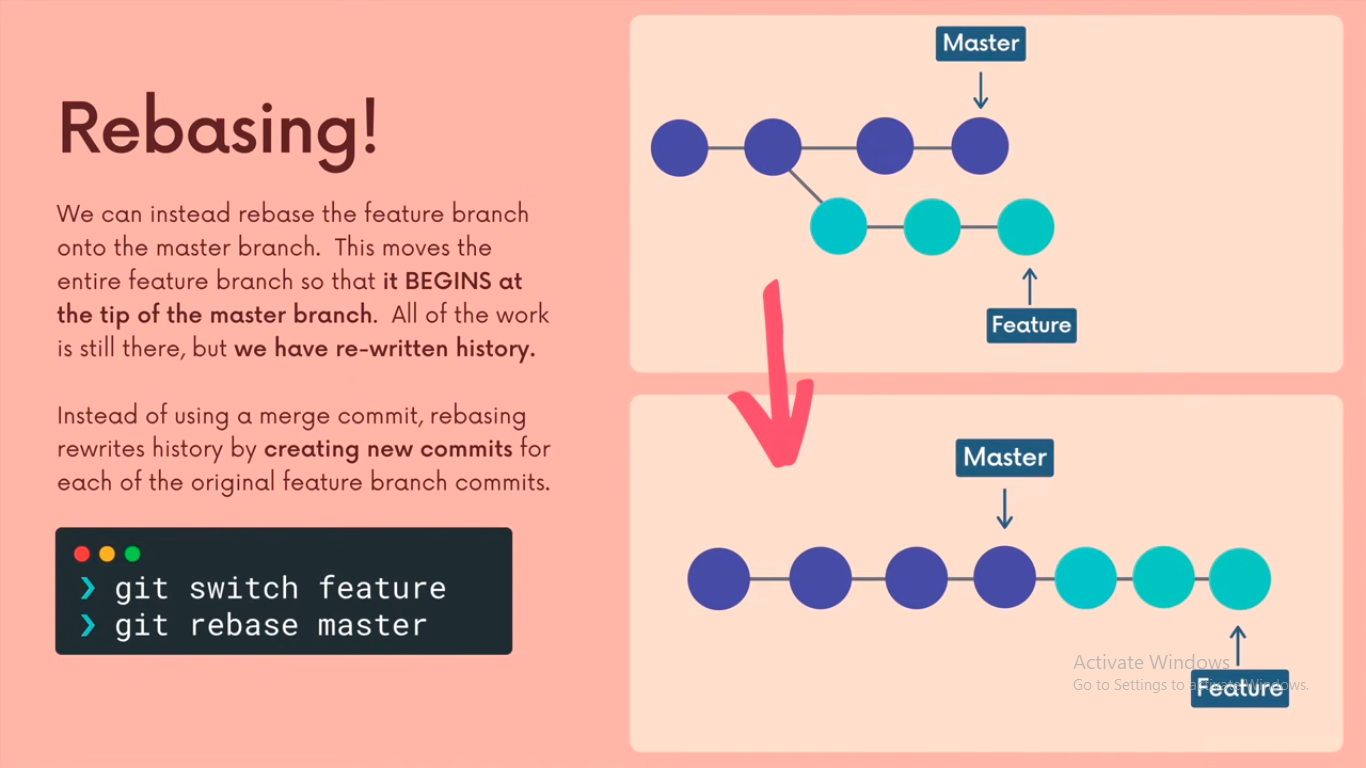 Rebasing!
We can instead rebase the feature branch
onto the master branch. This moves the
entire feature branch so that it BEGINS at
the tip of the master branch. All of the work
is still there, but we have re-written history.
Instead of using a merge commit, rebasing
rewrites history by creating new commits for
each of the original feature branch commits.
❯ git switch feature
❯ git rebase master
Master
Feature
Master
Activate Windows
Go to Settings to activate Windows.
Feature